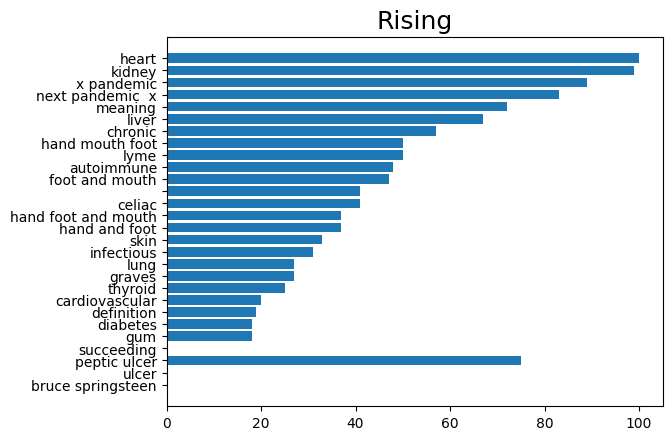 Rising
heart
kidney
x pandemic
next pandemic  x
meaning
liver
chronic
hand mouth foot
lyme
autoimmune
foot and mouth
celiac
hand foot and mouth
hand and foot
skin
infectious
lung
graves
thyroid
cardiovascular
definition
diabetes
gum
succeeding
peptic ulcer
ulcer
bruce springsteen
0 20 40 60 80 100